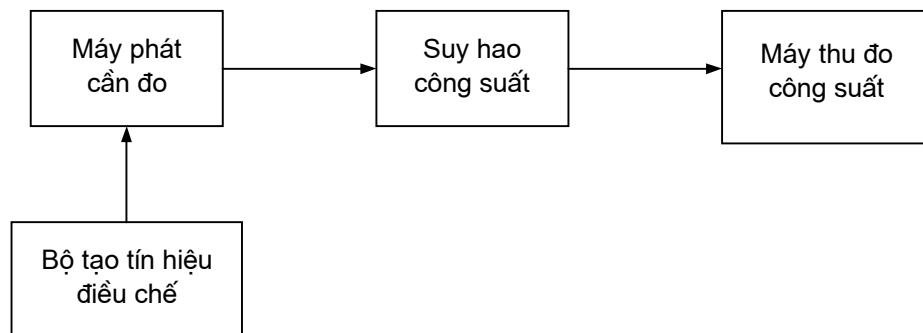 Máy phát
cần đo
Suy hao
công suất
Máy thu đo
công suất
Bộ tạo tín hiệu
điều chế